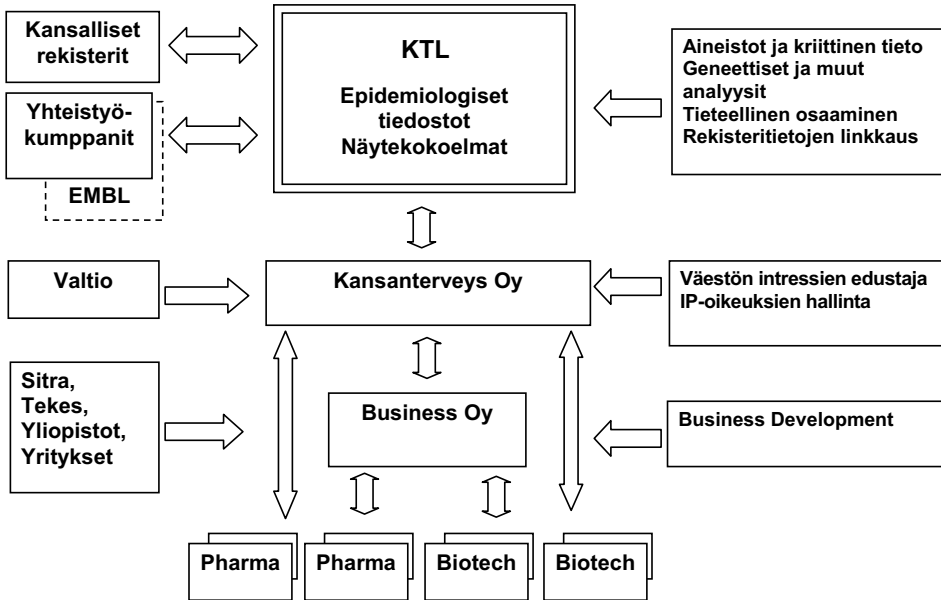 Kansalliset
rekisterit
KTL
Epidemiologiset
tiedostot
Näytekokoelmat
Aineistot ja kriittinen tieto
Geneettiset ja muut
analyysit
Tieteellinen osaaminen
Rekisteritietojen linkkaus
Yhteistyö-
kumppanit
EMBL
Valtio
Kansanterveys Oy
Väestön intressien edustaja
IP-oikeuksien hallinta
Sitra,
Tekes,
Yliopistot,
Yritykset
Business Oy
Business Development
Pharma
Pharma
Biotech
Biotech